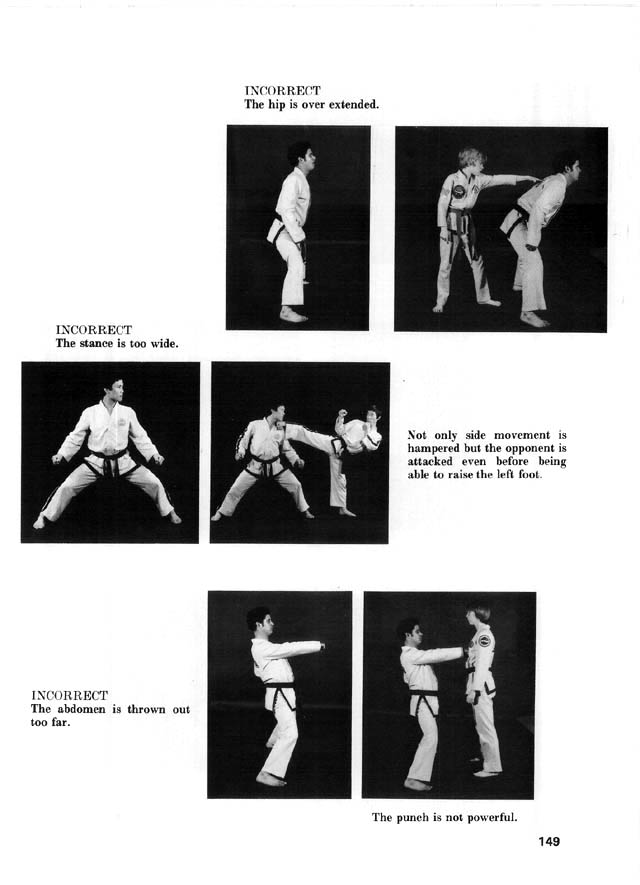 INCORRECT
The hip is over extended.
INCORRECT
The stance is too wide.
Not only side movement is
hampered but the opponent is
attacked even before being
able to raise the left foot.
INCORRECT
The abdomen is thrown out
too far.
The punch is not powerful.
149